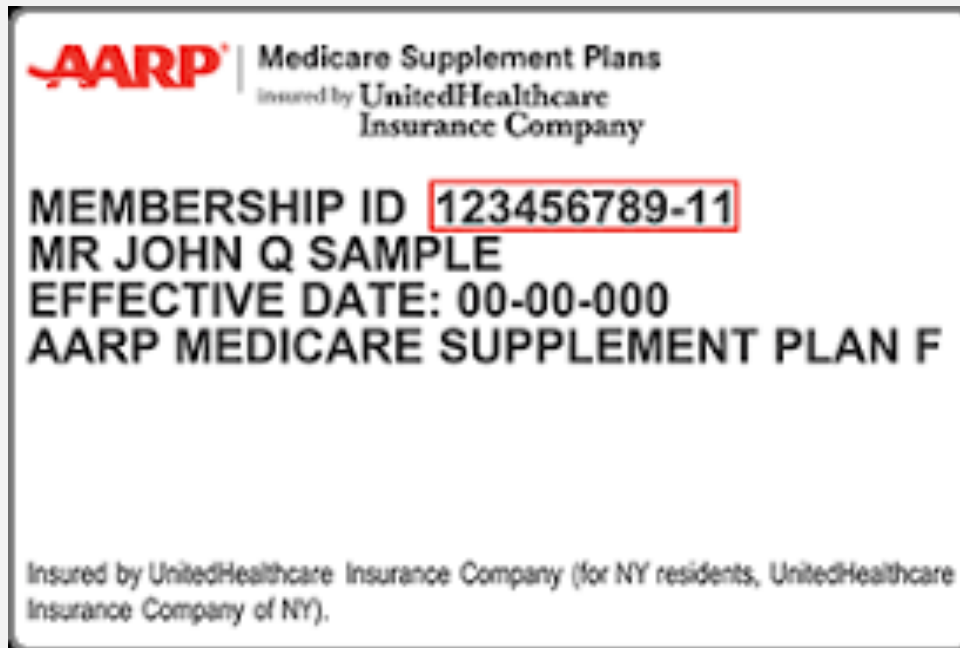 AARP® Medicare Supplement Plans
insured by UnitedHealthcare
Insurance Company
MEMBERSHIP ID 123456789-11
MR JOHN Q SAMPLE
EFFECTIVE DATE: 00-00-000
AARP MEDICARE SUPPLEMENT PLAN F
Insured by UnitedHealthcare Insurance Company (for NY residents, UnitedHealthcare
Insurance Company of NY).